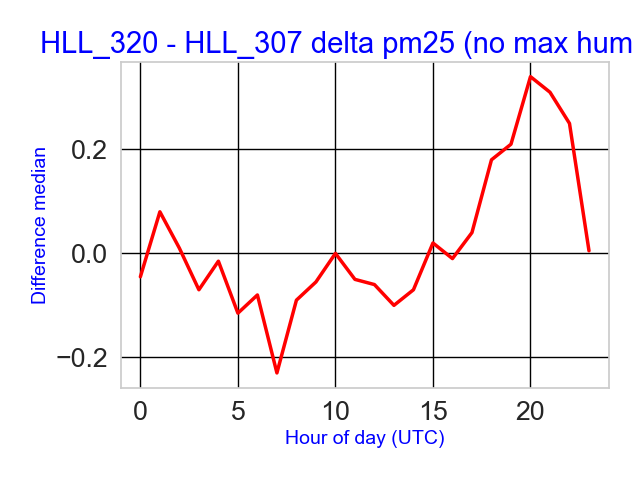 HLL_320 - HLL_307 delta pm25 (no max hum
Difference median
0.2
0.0
−0.2
0 5 10 15 20
Hour of day (UTC)